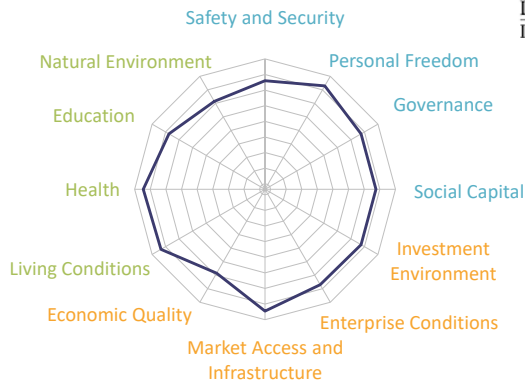 Safety and Security
Natural Environment
Personal Freedom
Education
Governance
Health
Social Capital
Living Conditions
Investment
Environment
Economic Quality
Enterprise Conditions
Market Access and
Infrastructure